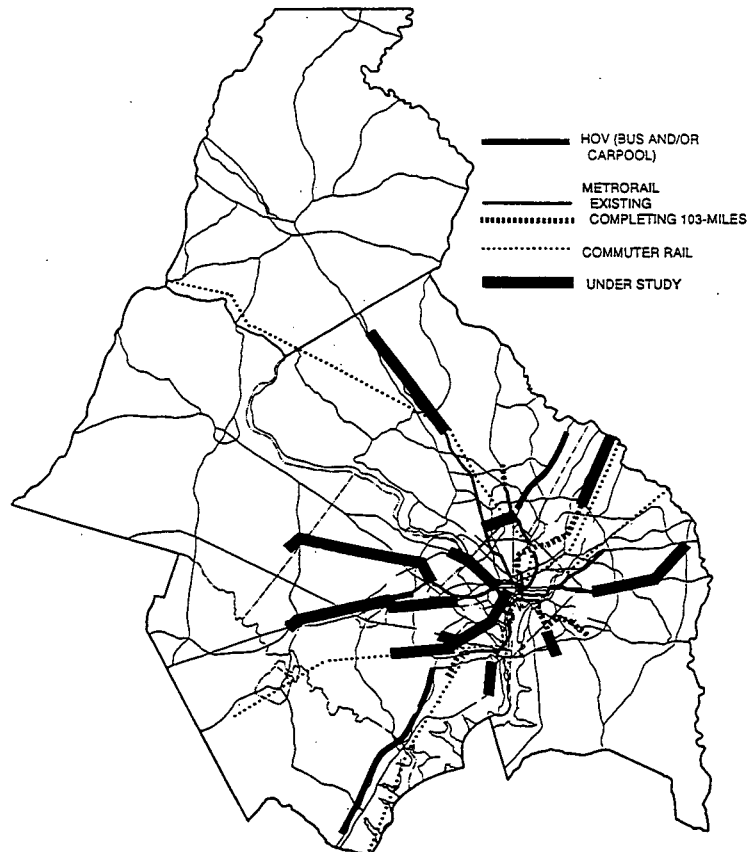 HOV (BUS AND/OR
CARPOOL)
METRORAIL
EXISTING
COMPLETING 103-MILES
COMMUTER RAIL
UNDER STUDY